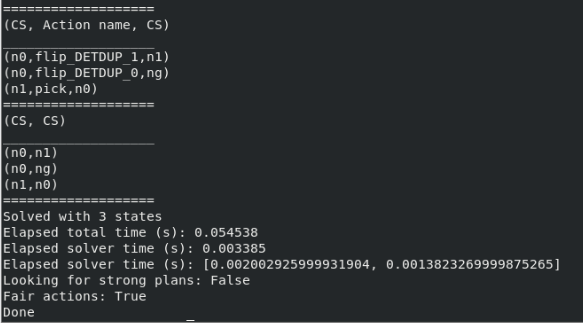 ===================
(CS, Action name, CS)
___________________
(n0,flip_DETDUP_1,n1)
(n0,flip_DETDUP_0,ng)
(n1,pick,n0)
===================
(CS, CS)
___________________
(n0,n1)
(n0,ng)
(n1,n0)
===================
Solved with 3 states
Elapsed total time (s): 0.054538
Elapsed solver time (s): 0.003385
Elapsed solver time (s): [0.002002925999931904, 0.0013823269999875265]
Looking for strong plans: False
Fair actions: True
Done